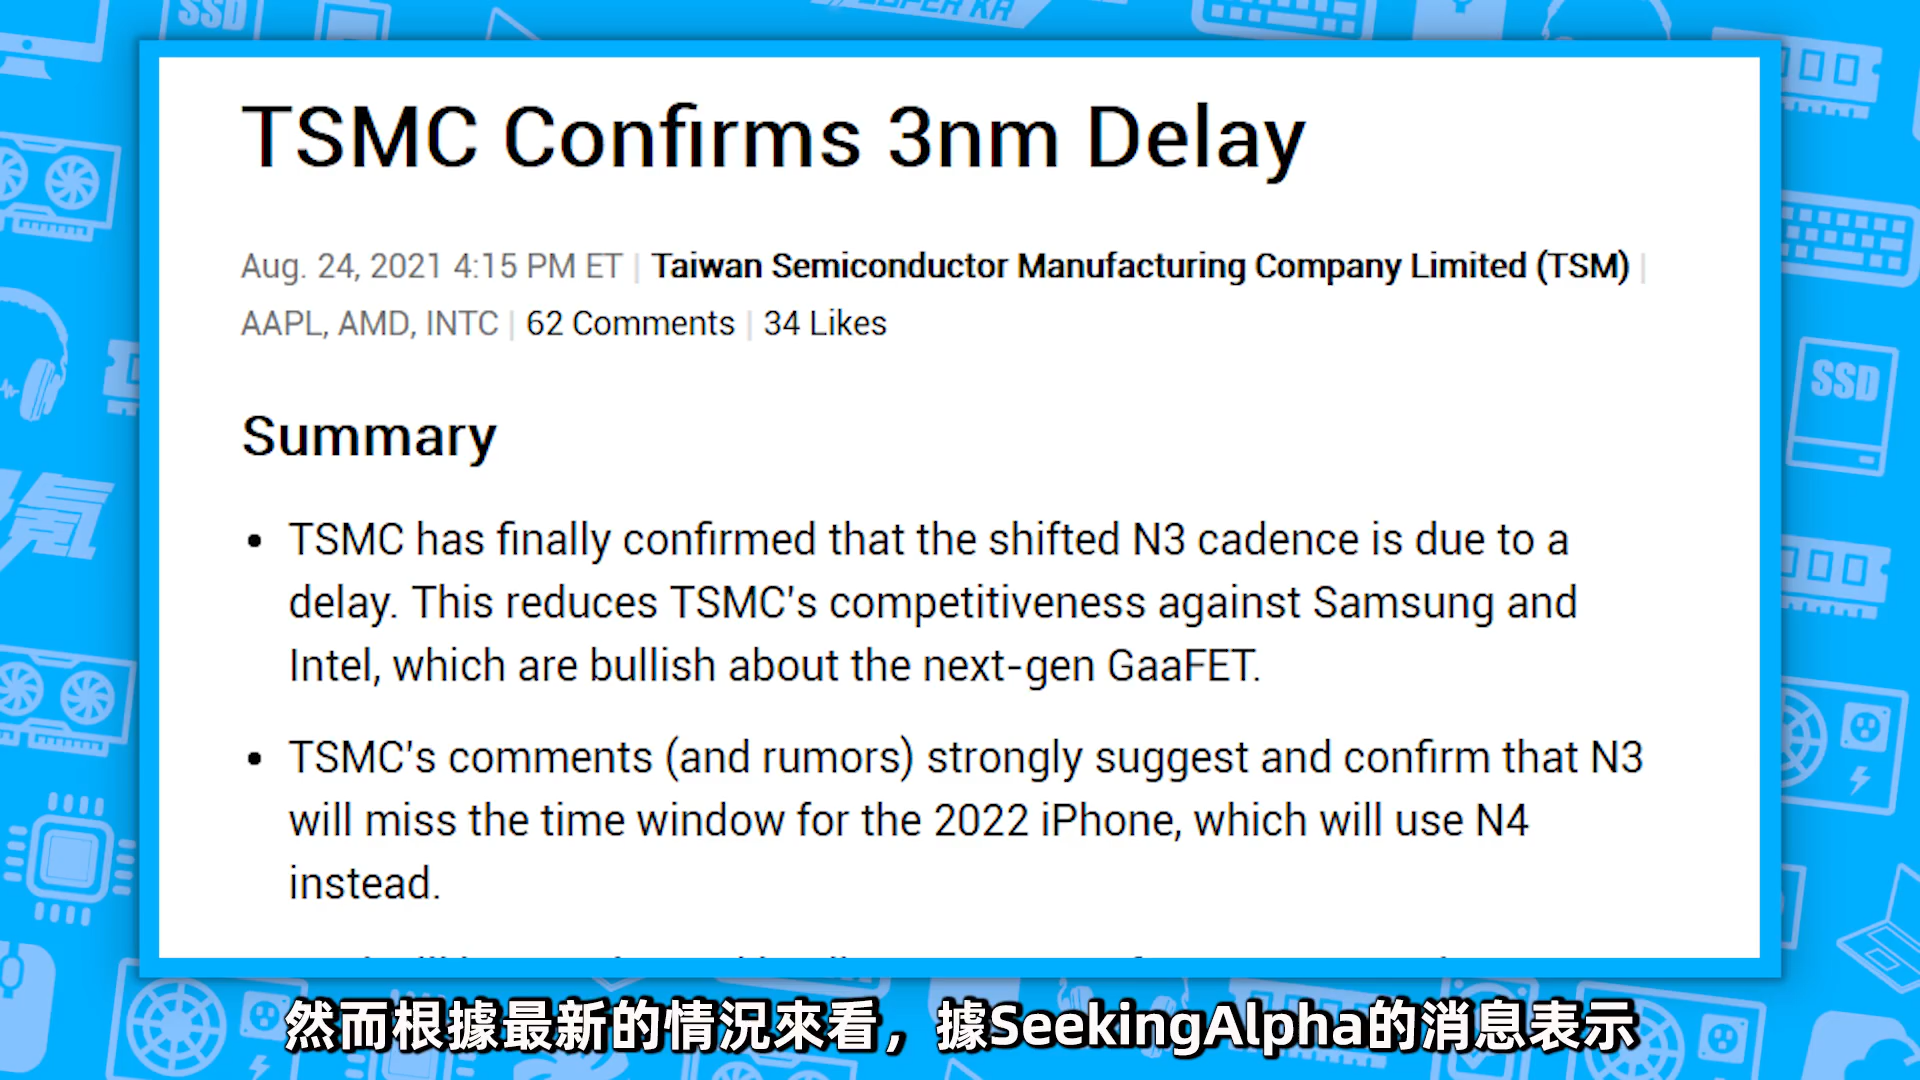 SSD
SUPER KR
TSMC Confirms 3nm Delay
Aug. 24, 2021 4:15 PM ET | Taiwan Semiconductor Manufacturing Company Limited (TSM) |
AAPL, AMD, INTC | 62 Comments | 34 Likes
SSD
Summary
氪
• TSMC has finally confirmed that the shifted N3 cadence is due to a
delay. This reduces TSMC's competitiveness against Samsung and
Intel, which are bullish about the next-gen GaaFET.
• TSMC's comments (and rumors) strongly suggest and confirm that N3
will miss the time window for the 2022 iPhone, which will use N4
instead.
然而根據最新的情況來看，據SeekingAlpha的消息表示